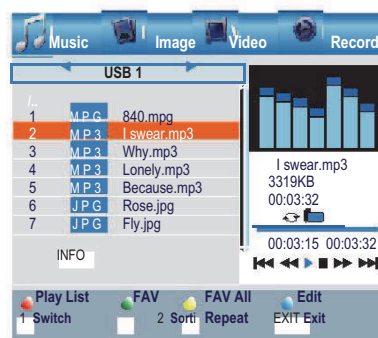 Music Image Video Record
USB 1
/..
1 MPG 840.mpg
2 MP3 I swear.mp3
3 MP3 Why.mp3
4 MP3 Lonely.mp3
5 MP3 Because.mp3
6 JPG Rose.jpg
7 JPG Fly.jpg
INFO
I swear.mp3
3319KB
00:03:32
00:03:15 00:03:32
Play List FAV FAV All Edit
1 Switch 2 Sorti Repeat EXIT Exit